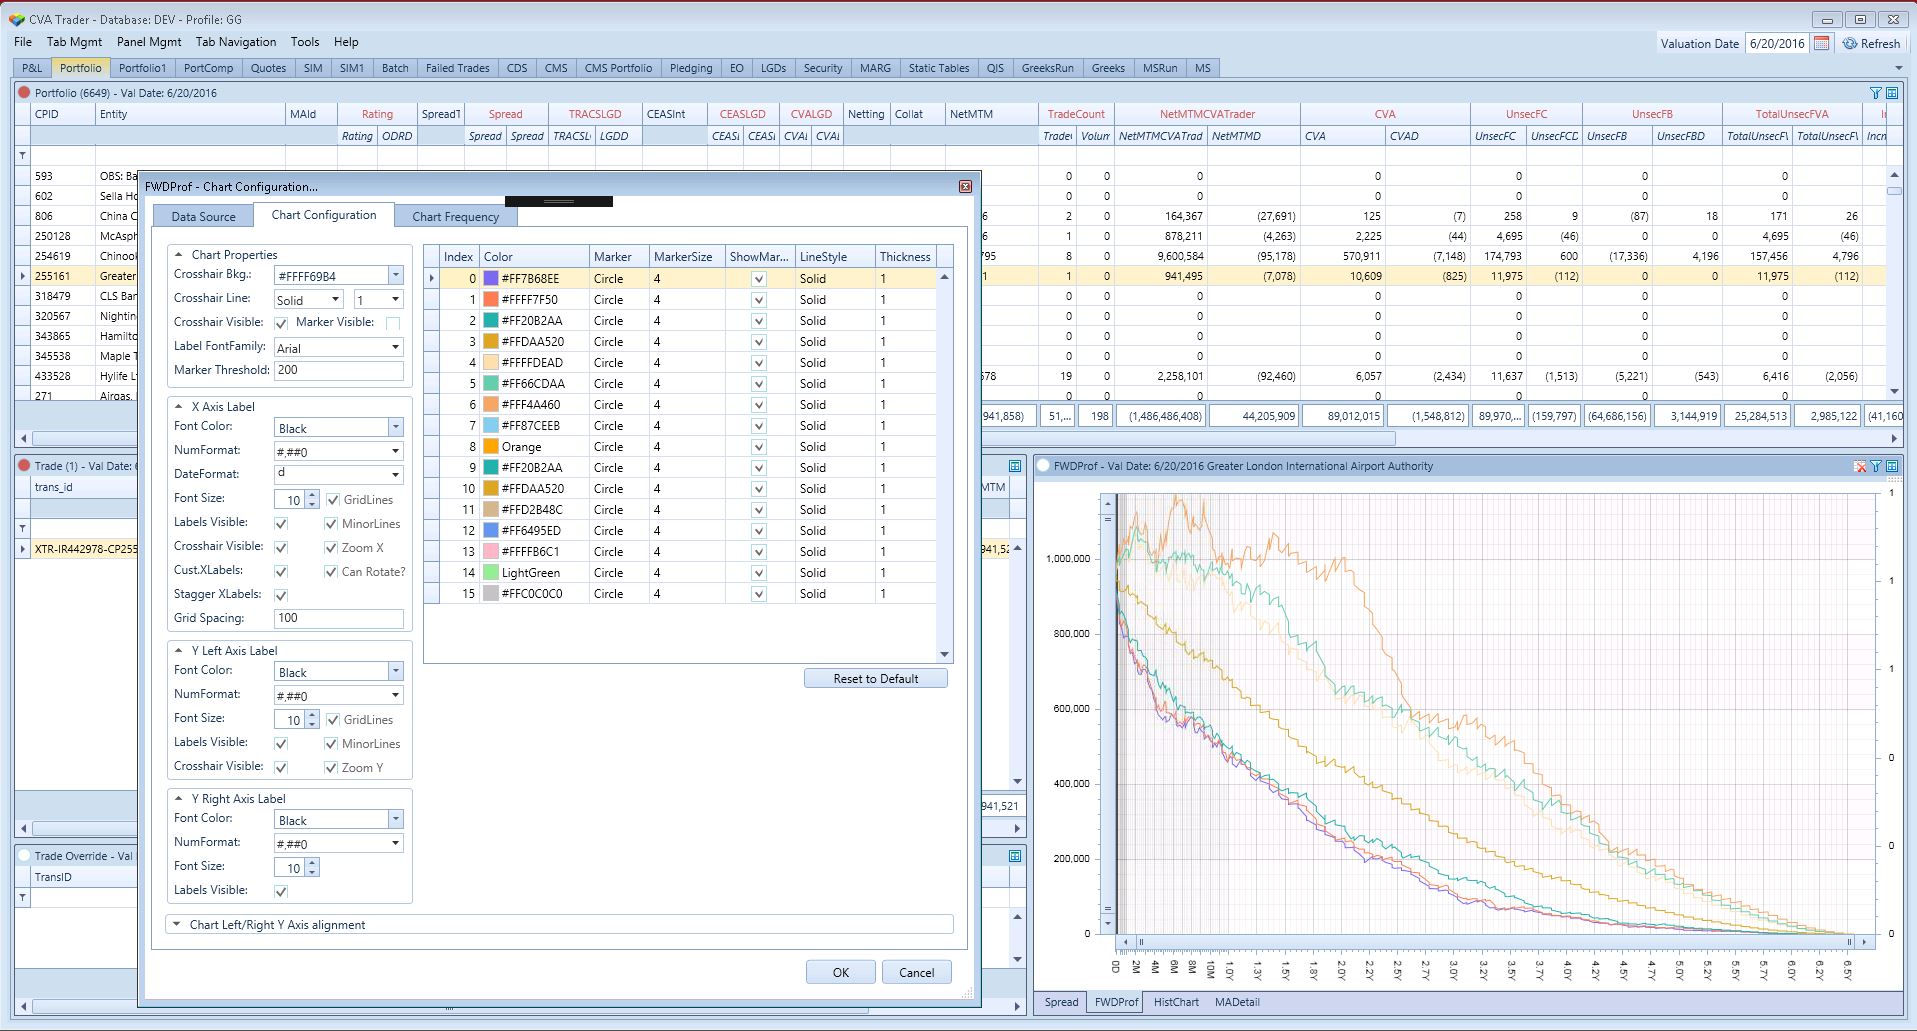 CVA Trader - Database: DEV - Profile: GG
File Tab Mgmt Panel Mgmt Tab Navigation Tools Help
Valuation Date 6/20/2016 Refresh
P&L Portfolio Portfolio1 PortComp Quotes SIM SIM1 Batch Failed Trades CDS CMS CMS Portfolio Pledging EO LGDs Security MARG Static Tables QIS GreeksRun Greeks MSRun MS
Portfolio (6649) - Val Date: 6/20/2016
CPID Entity MAId Rating SpreadT Spread TRACSLGD CEASInt CEASLGD CVALGD Netting Collat NetMTM TradeCount NetMTMCVATrader CVA UnsecFC UnsecFB TotalUnsecFVA
Rating ODRD Spread Spread TRACSL LGDD CEASL CEASL CVAL CVAL Trade Volum NetMTMCVATrad NetMTMD CVA CVAD UnsecFC UnsecFCD UnsecFB UnsecFBD TotalUnsecFV TotalUnsecFV Incr
593 OBS: Ba 0 0 0 0 0 0
602 Sella Ho 0 0 0 0 0 0
806 China C 6 2 0 164,367 (27,691) 125 (7) 258 9 (87) 18 171 26
250128 McAsph 6 1 0 878,211 (4,263) 2,225 (44) 4,695 (46) 0 0 4,695 (46)
254619 Chinook 795 8 0 9,600,584 (95,178) 570,911 (7,148) 174,793 600 (17,336) 4,196 157,456 4,796
255161 Greater 1 1 0 941,495 (7,078) 10,609 (825) 11,975 (112) 0 0 11,975 (112)
318479 CLS Ban 0 0 0 0 0 0
320567 Nightin 0 0 0 0 0 0
343865 Hamilto 0 0 0 0 0 0
345538 Maple T 0 0 0 0 0 0
433528 Hylife L 578 19 0 2,258,101 (92,460) 6,057 (2,434) 11,637 (1,513) (5,221) (543) 6,416 (2,056)
271 Airgas, 0 0 0 0 0 0
941,858) 51,... 198 (1,486,486,408) 44,205,909 89,012,015 (1,548,812) 89,970,... (159,797) (64,686,156) 3,144,919 25,284,513 2,985,122 (41,160
FWDProf - Chart Configuration...
Data Source Chart Configuration Chart Frequency
Chart Properties
Crosshair Bkg.: #FFFF69B4
Crosshair Line: Solid 1
Crosshair Visible: Marker Visible:
Label FontFamily: Arial
Marker Threshold: 200
X Axis Label
Font Color: Black
NumFormat: #,##0
DateFormat: d
Font Size: 10 GridLines
Labels Visible: MinorLines
Crosshair Visible: Zoom X
Cust.XLabels: Can Rotate?
Stagger XLabels:
Grid Spacing: 100
Y Left Axis Label
Font Color: Black
NumFormat: #,##0
Font Size: 10 GridLines
Labels Visible: MinorLines
Crosshair Visible: Zoom Y
Y Right Axis Label
Font Color: Black
NumFormat: #,##0
Font Size: 10
Labels Visible:
Chart Left/Right Y Axis alignment
Index Color Marker MarkerSize ShowMar... LineStyle Thickness
0 #FF7B68EE Circle 4 Solid 1
1 #FFFF7F50 Circle 4 Solid 1
2 #FF20B2AA Circle 4 Solid 1
3 #FFDAA520 Circle 4 Solid 1
4 #FFFFDEAD Circle 4 Solid 1
5 #FF66CDAA Circle 4 Solid 1
6 #FFF4A460 Circle 4 Solid 1
7 #FF87CEEB Circle 4 Solid 1
8 Orange Circle 4 Solid 1
9 #FF20B2AA Circle 4 Solid 1
10 #FFDAA520 Circle 4 Solid 1
11 #FFD2B48C Circle 4 Solid 1
12 #FF6495ED Circle 4 Solid 1
13 #FFFFB6C1 Circle 4 Solid 1
14 LightGreen Circle 4 Solid 1
15 #FFC0C0C0 Circle 4 Solid 1
Reset to Default
OK Cancel
Trade (1) - Val Date: 6
trans_id MTM
XTR-IR442978-CP255 941,52
941,521
Trade Override - Val
TransID
FWDProf - Val Date: 6/20/2016 Greater London International Airport Authority
1,000,000
800,000
600,000
400,000
200,000
0
1
1
1
0
0
0
0D 2M 4M 6M 8M 10M 1.0Y 1.3Y 1.5Y 1.8Y 2.0Y 2.2Y 2.5Y 2.7Y 3.0Y 3.2Y 3.5Y 3.7Y 4.0Y 4.2Y 4.5Y 4.7Y 5.0Y 5.2Y 5.5Y 5.7Y 6.0Y 6.2Y 6.5Y
Spread FWDProf HistChart MADetail